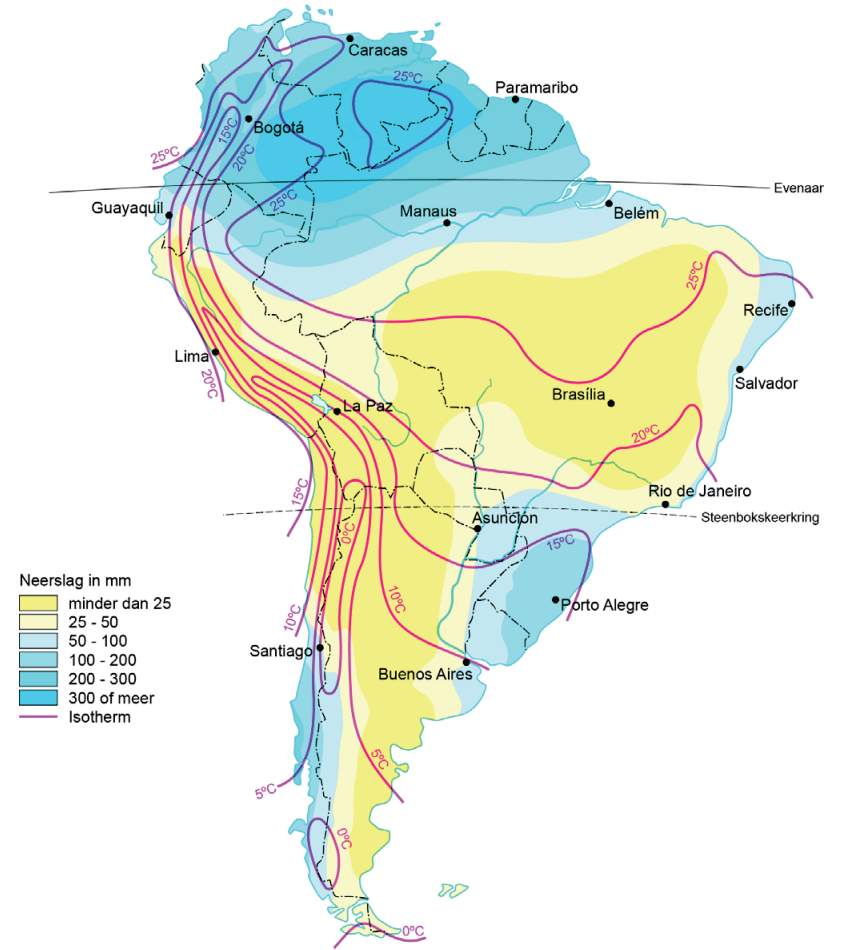 Caracas
25°C
Paramaribo
15°C
Bogotá
20°C
25°C
Evenaar
25°C
Guayaquil
Manaus
Belém
25°C
Recife
Lima
20°C
Salvador
Brasília
La Paz
20°C
15°C
Rio de Janeiro
Steenbokskeerkring
Asunción
0°C
15°C
Neerslag in mm
minder dan 25
25 - 50
50 - 100
100 - 200
200 - 300
300 of meer
Isotherm
10°C
10°C
Porto Alegre
Santiago
Buenos Aires
5°C
5°C
0°C
0°C